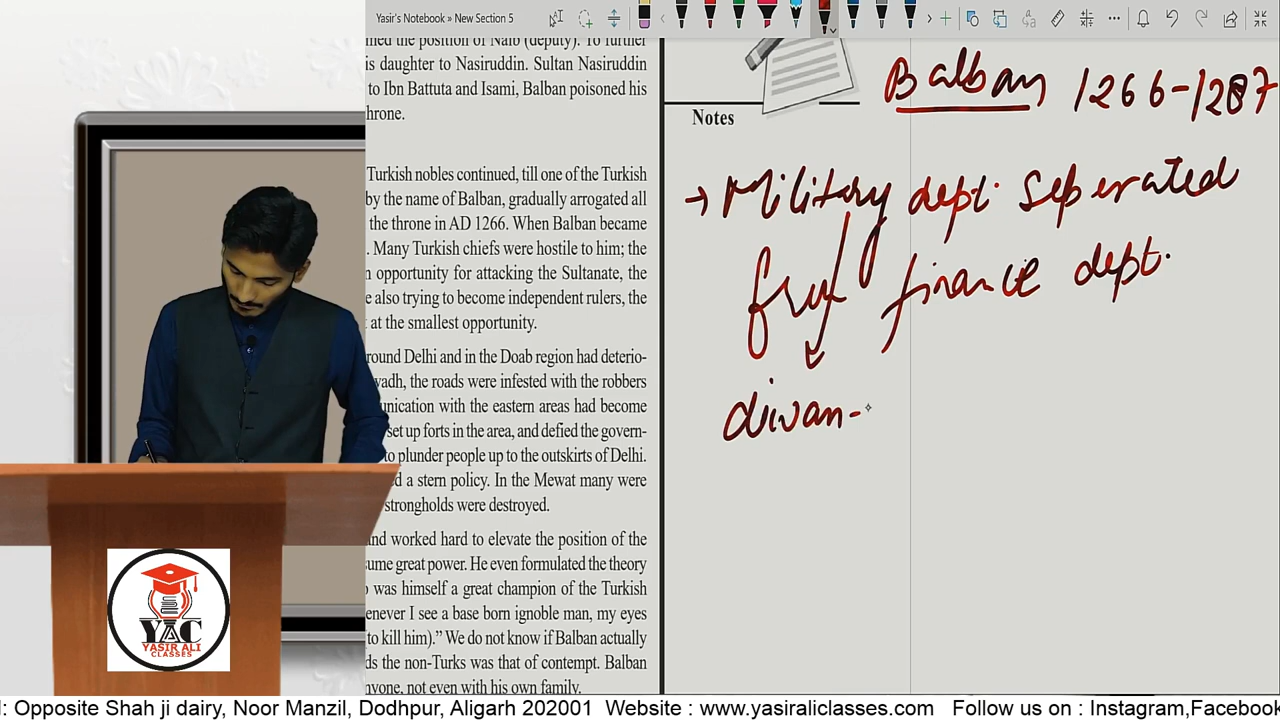 Yasir's Notebook » New Section 5
med the position of Naib (deputy). To further
is daughter to Nasiruddin. Sultan Nasiruddin
to Ibn Battuta and Isami, Balban poisoned his
hrone.
Turkish nobles continued, till one of the Turkish
by the name of Balban, gradually arrogated all
the throne in AD 1266. When Balban became
. Many Turkish chiefs were hostile to him; the
n opportunity for attacking the Sultanate, the
e also trying to become independent rulers, the
t at the smallest opportunity.
round Delhi and in the Doab region had deterio-
wadh, the roads were infested with the robbers
unication with the eastern areas had become
set up forts in the area, and defied the govern-
to plunder people up to the outskirts of Delhi.
ed a stern policy. In the Mewat many were
strongholds were destroyed.
and worked hard to elevate the position of the
sume great power. He even formulated the theory
o was himself a great champion of the Turkish
enever I see a base born ignoble man, my eyes
to kill him).” We do not know if Balban actually
ds the non-Turks was that of contempt. Balban
nyone, not even with his own family.
Notes
Balban 1266-1287
→ Military dept. seperated
from finance dept.
divan-
YAC
YASIR ALI
CLASSES
: Opposite Shah ji dairy, Noor Manzil, Dodhpur, Aligarh 202001 Website : www.yasiraliclasses.com Follow us on : Instagram,Facebook